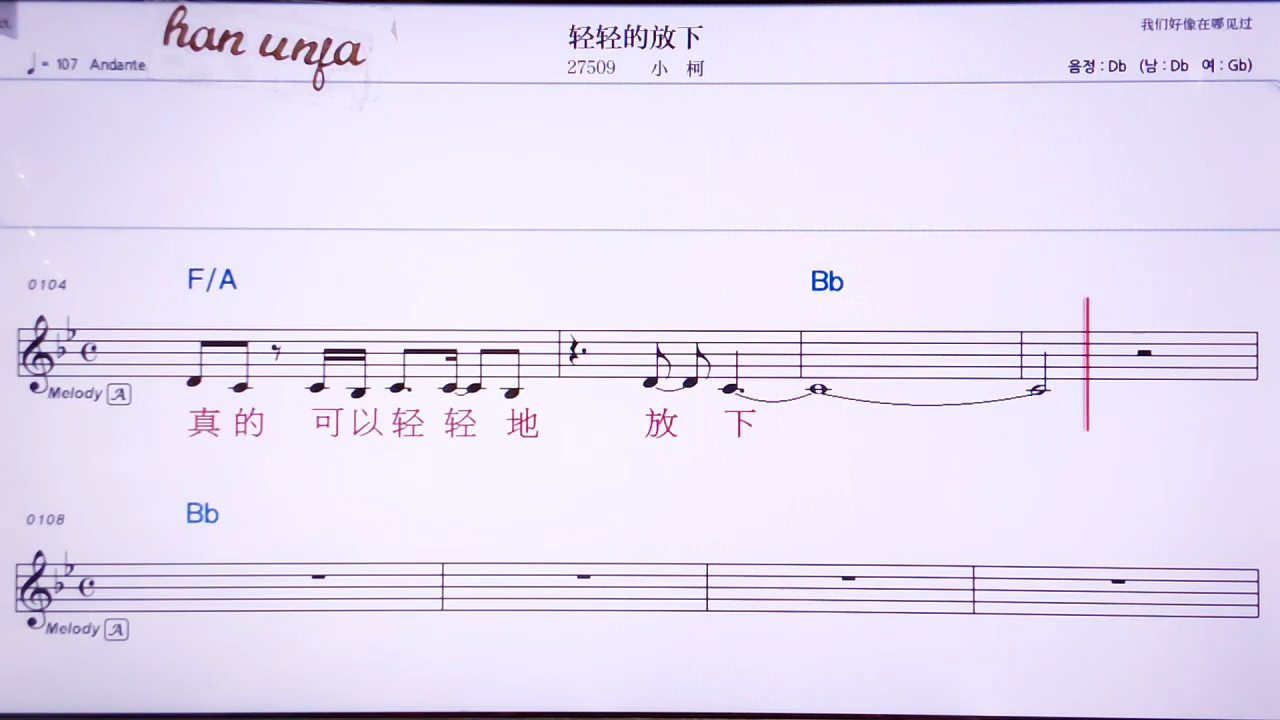 han unfa
轻轻的放下
我们好像在哪见过
♩= 107 Andante
27509 小 柯
음정 : Db (남 : Db 여 : Gb)
0104
F/A Bb
Melody A
真 的 可 以 轻 轻 地 放 下
0108
Bb
Melody A